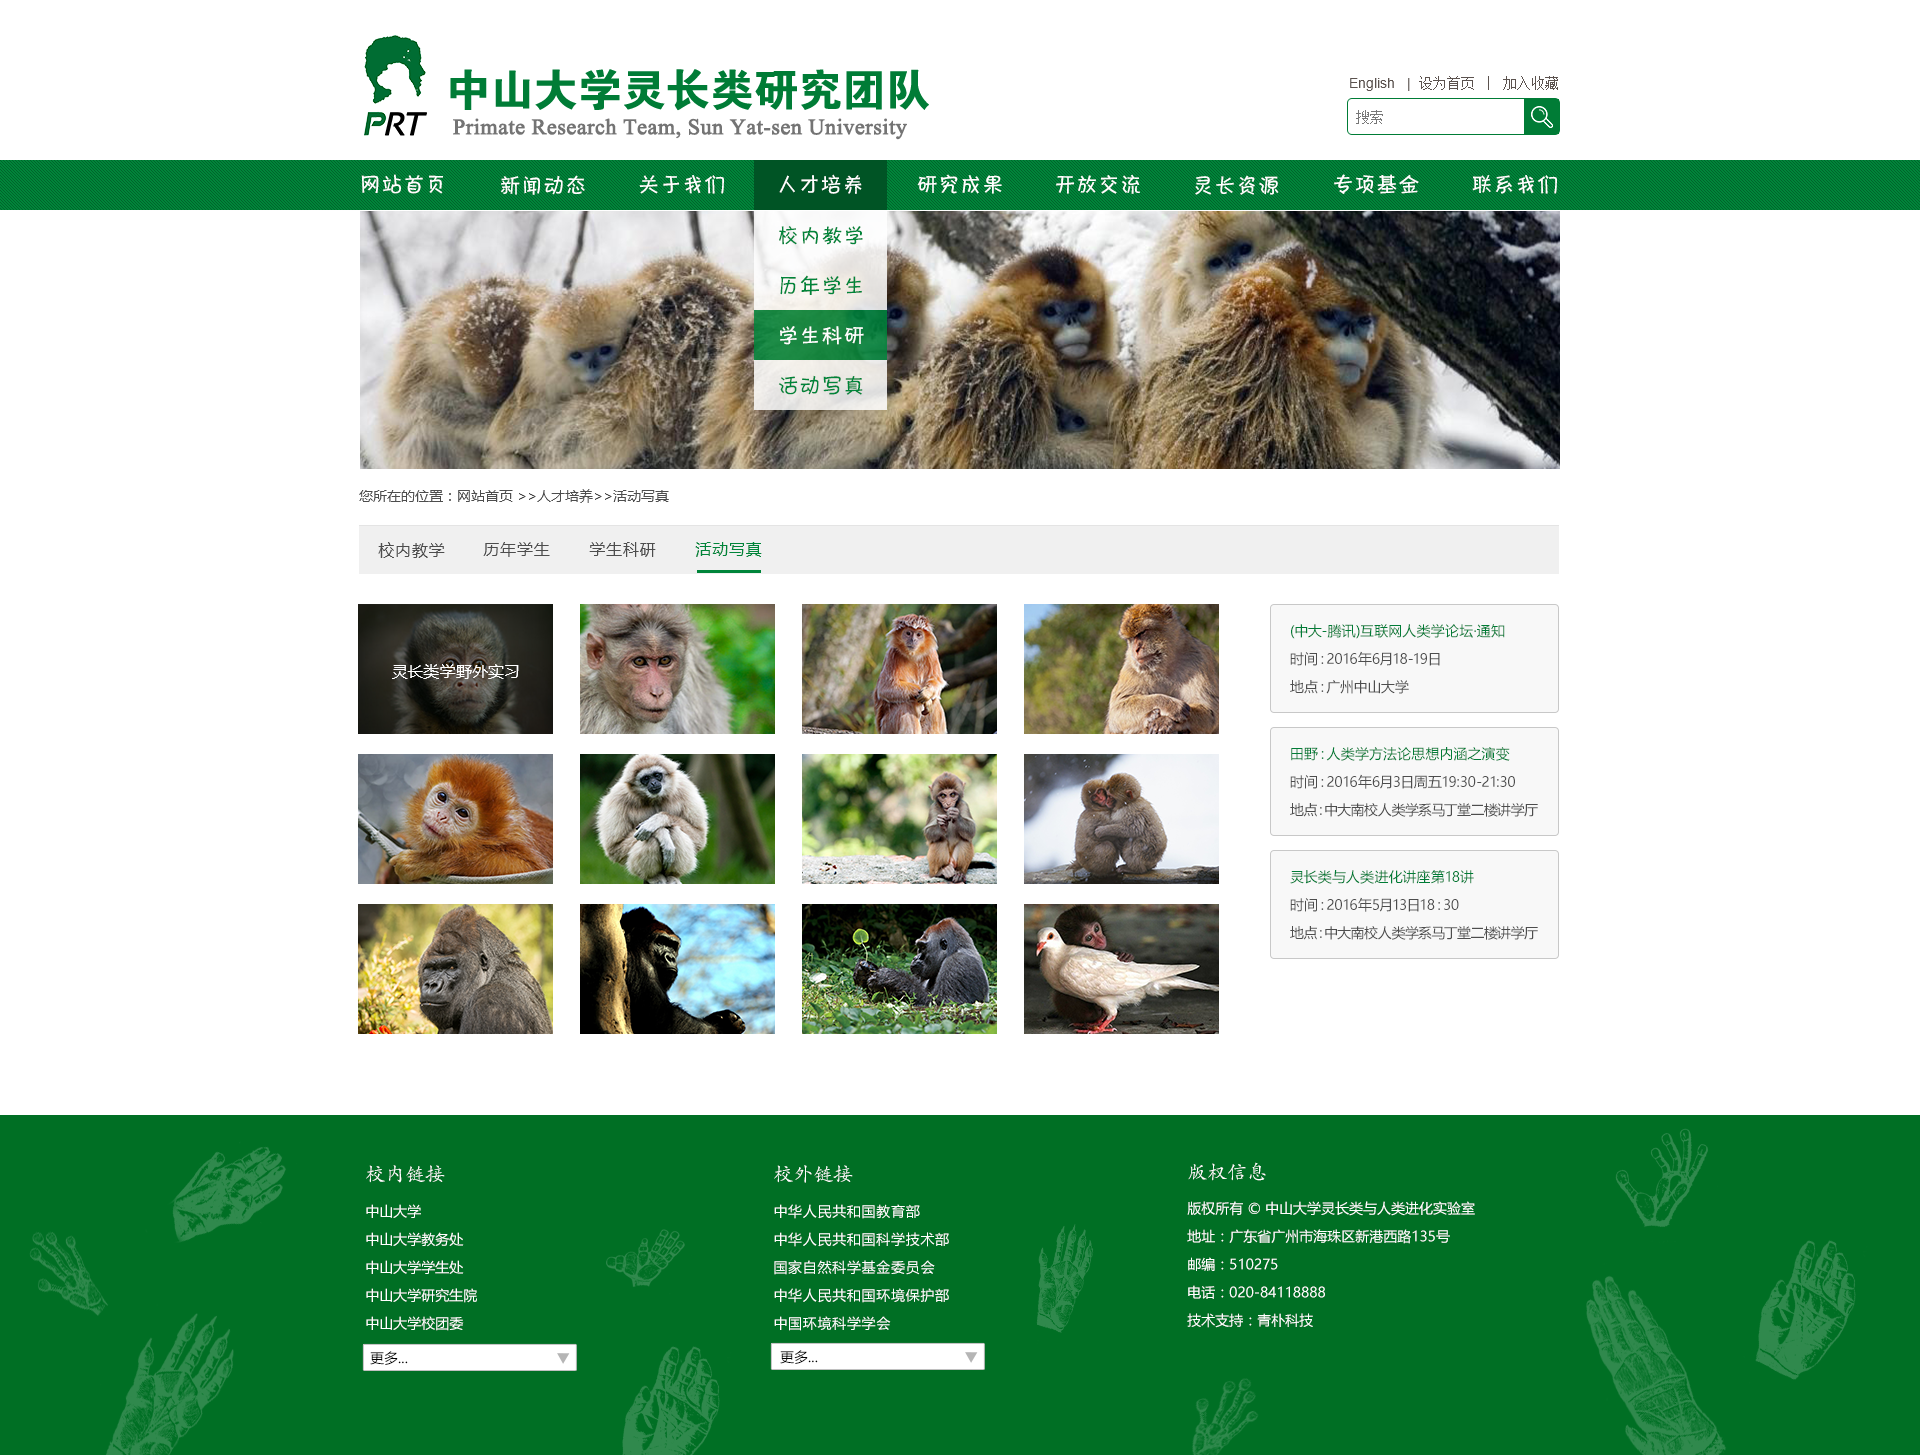 中山大学灵长类研究团队
PRT
Primate Research Team, Sun Yat-sen University
English | 设为首页 | 加入收藏
搜索
网站首页 新闻动态 关于我们 人才培养 研究成果 开放交流 灵长资源 专项基金 联系我们
校内教学
历年学生
学生科研
活动写真
您所在的位置：网站首页 >>人才培养>>活动写真
校内教学 历年学生 学生科研 活动写真
灵长类学野外实习
(中大-腾讯)互联网人类学论坛·通知
时间：2016年6月18-19日
地点：广州中山大学
田野：人类学方法论思想内涵之演变
时间：2016年6月3日周五19:30-21:30
地点：中大南校人类学系马丁堂二楼讲学厅
灵长类与人类进化讲座第18讲
时间：2016年5月13日18：30
地点：中大南校人类学系马丁堂二楼讲学厅
校内链接
中山大学
中山大学教务处
中山大学学生处
中山大学研究生院
中山大学校团委
更多...
校外链接
中华人民共和国教育部
中华人民共和国科学技术部
国家自然科学基金委员会
中华人民共和国环境保护部
中国环境科学学会
更多...
版权信息
版权所有 © 中山大学灵长类与人类进化实验室
地址：广东省广州市海珠区新港西路135号
邮编：510275
电话：020-84118888
技术支持：青朴科技